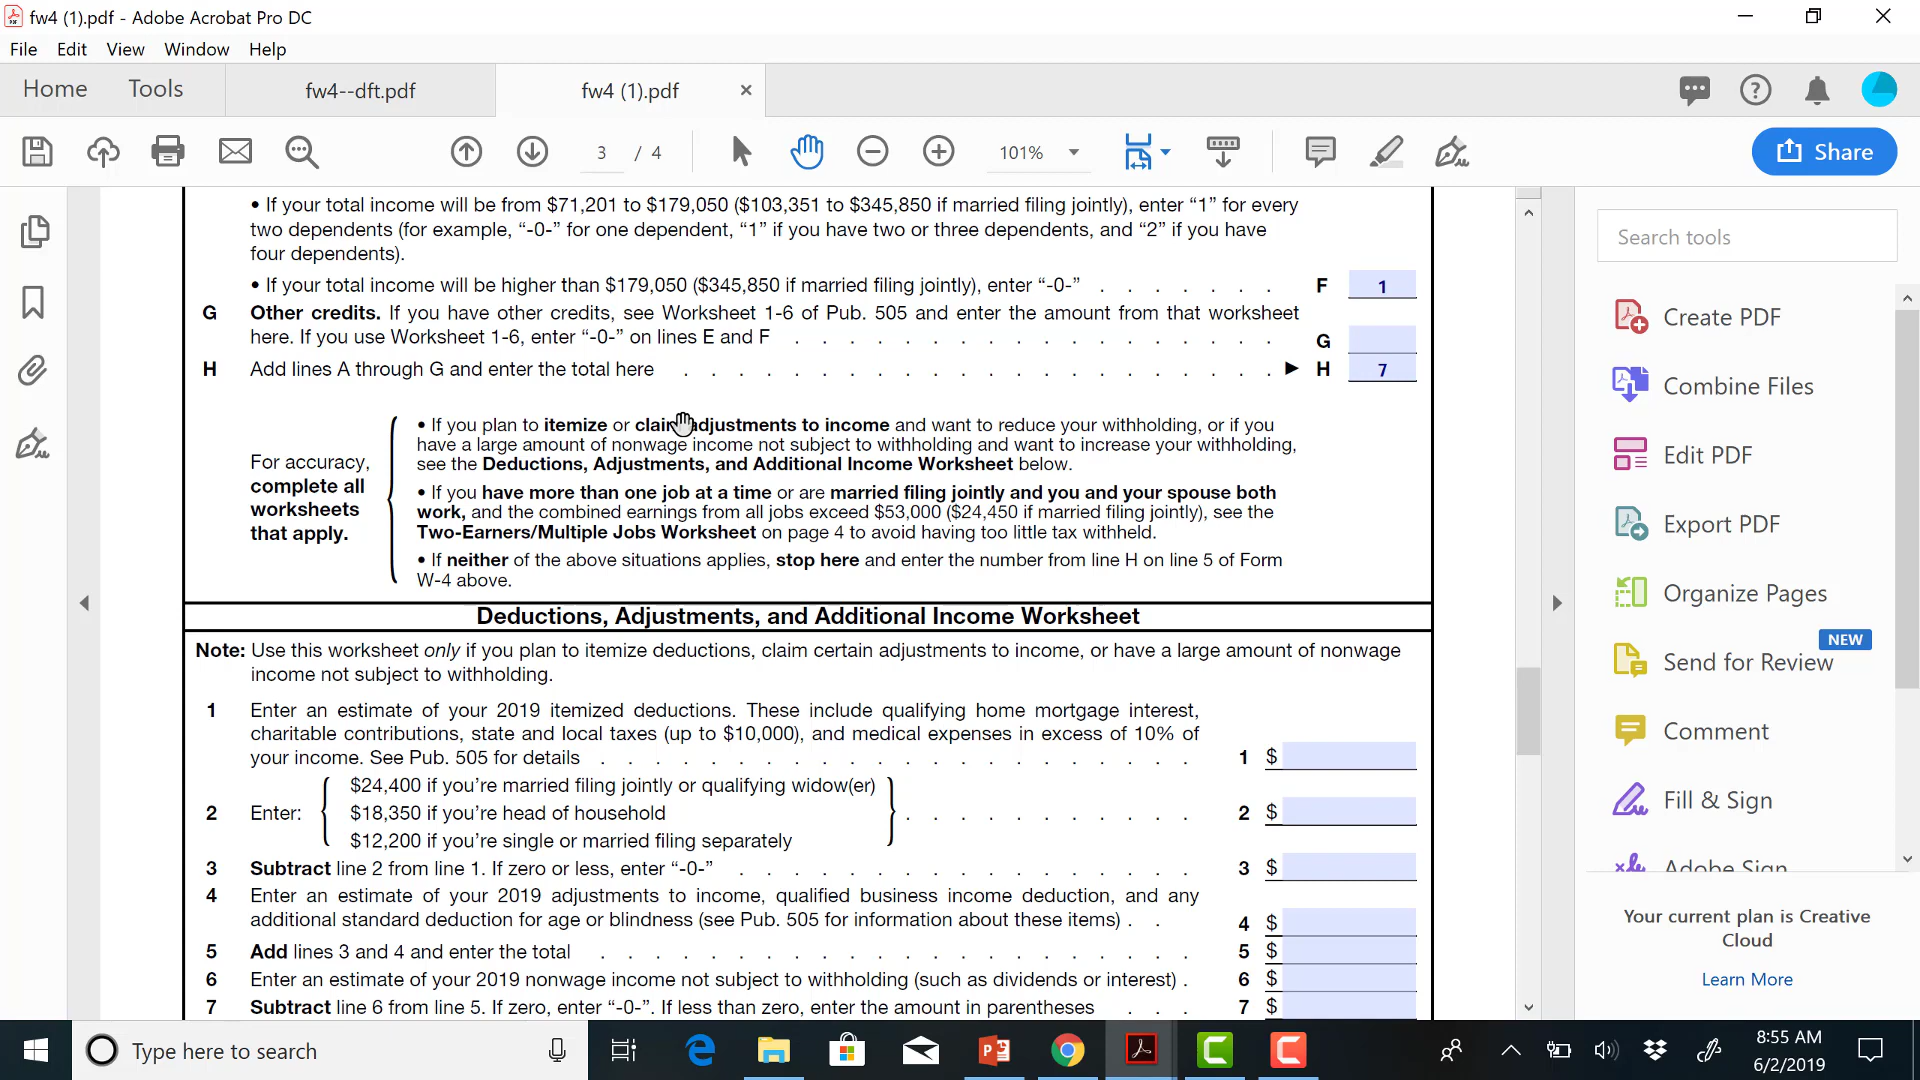 fw4 (1).pdf - Adobe Acrobat Pro DC
File Edit View Window Help
Home Tools fw4--dft.pdf fw4 (1).pdf
3 / 4 101% Share
• If your total income will be from $71,201 to $179,050 ($103,351 to $345,850 if married filing jointly), enter “1” for every
two dependents (for example, “-0-” for one dependent, “1” if you have two or three dependents, and “2” if you have
four dependents).
• If your total income will be higher than $179,050 ($345,850 if married filing jointly), enter “-0-” . . . . . . . F 1
G Other credits. If you have other credits, see Worksheet 1-6 of Pub. 505 and enter the amount from that worksheet
here. If you use Worksheet 1-6, enter “-0-” on lines E and F . . . . . . . . . . . . . . . . . . G
H Add lines A through G and enter the total here . . . . . . . . . . . . . . . . . . . . . . ▶ H 7
For accuracy,
complete all
worksheets
that apply.
• If you plan to itemize or claim adjustments to income and want to reduce your withholding, or if you
have a large amount of nonwage income not subject to withholding and want to increase your withholding,
see the Deductions, Adjustments, and Additional Income Worksheet below.
• If you have more than one job at a time or are married filing jointly and you and your spouse both
work, and the combined earnings from all jobs exceed $53,000 ($24,450 if married filing jointly), see the
Two-Earners/Multiple Jobs Worksheet on page 4 to avoid having too little tax withheld.
• If neither of the above situations applies, stop here and enter the number from line H on line 5 of Form
W-4 above.
Deductions, Adjustments, and Additional Income Worksheet
Note: Use this worksheet only if you plan to itemize deductions, claim certain adjustments to income, or have a large amount of nonwage
income not subject to withholding.
1 Enter an estimate of your 2019 itemized deductions. These include qualifying home mortgage interest,
charitable contributions, state and local taxes (up to $10,000), and medical expenses in excess of 10% of
your income. See Pub. 505 for details . . . . . . . . . . . . . . . . . . . . . . 1 $
$24,400 if you’re married filing jointly or qualifying widow(er)
2 Enter: $18,350 if you’re head of household . . . . . . . . . . . 2 $
$12,200 if you’re single or married filing separately
3 Subtract line 2 from line 1. If zero or less, enter “-0-” . . . . . . . . . . . . . . . . . 3 $
4 Enter an estimate of your 2019 adjustments to income, qualified business income deduction, and any
additional standard deduction for age or blindness (see Pub. 505 for information about these items) . . 4 $
5 Add lines 3 and 4 and enter the total . . . . . . . . . . . . . . . . . . . . . . 5 $
6 Enter an estimate of your 2019 nonwage income not subject to withholding (such as dividends or interest) . 6 $
7 Subtract line 6 from line 5. If zero, enter “-0-”. If less than zero, enter the amount in parentheses . . . 7 $
Search tools
Create PDF
Combine Files
Edit PDF
Export PDF
Organize Pages
NEW
Send for Review
Comment
Fill & Sign
Adobe Sign
Your current plan is Creative
Cloud
Learn More
Type here to search
8:55 AM
6/2/2019